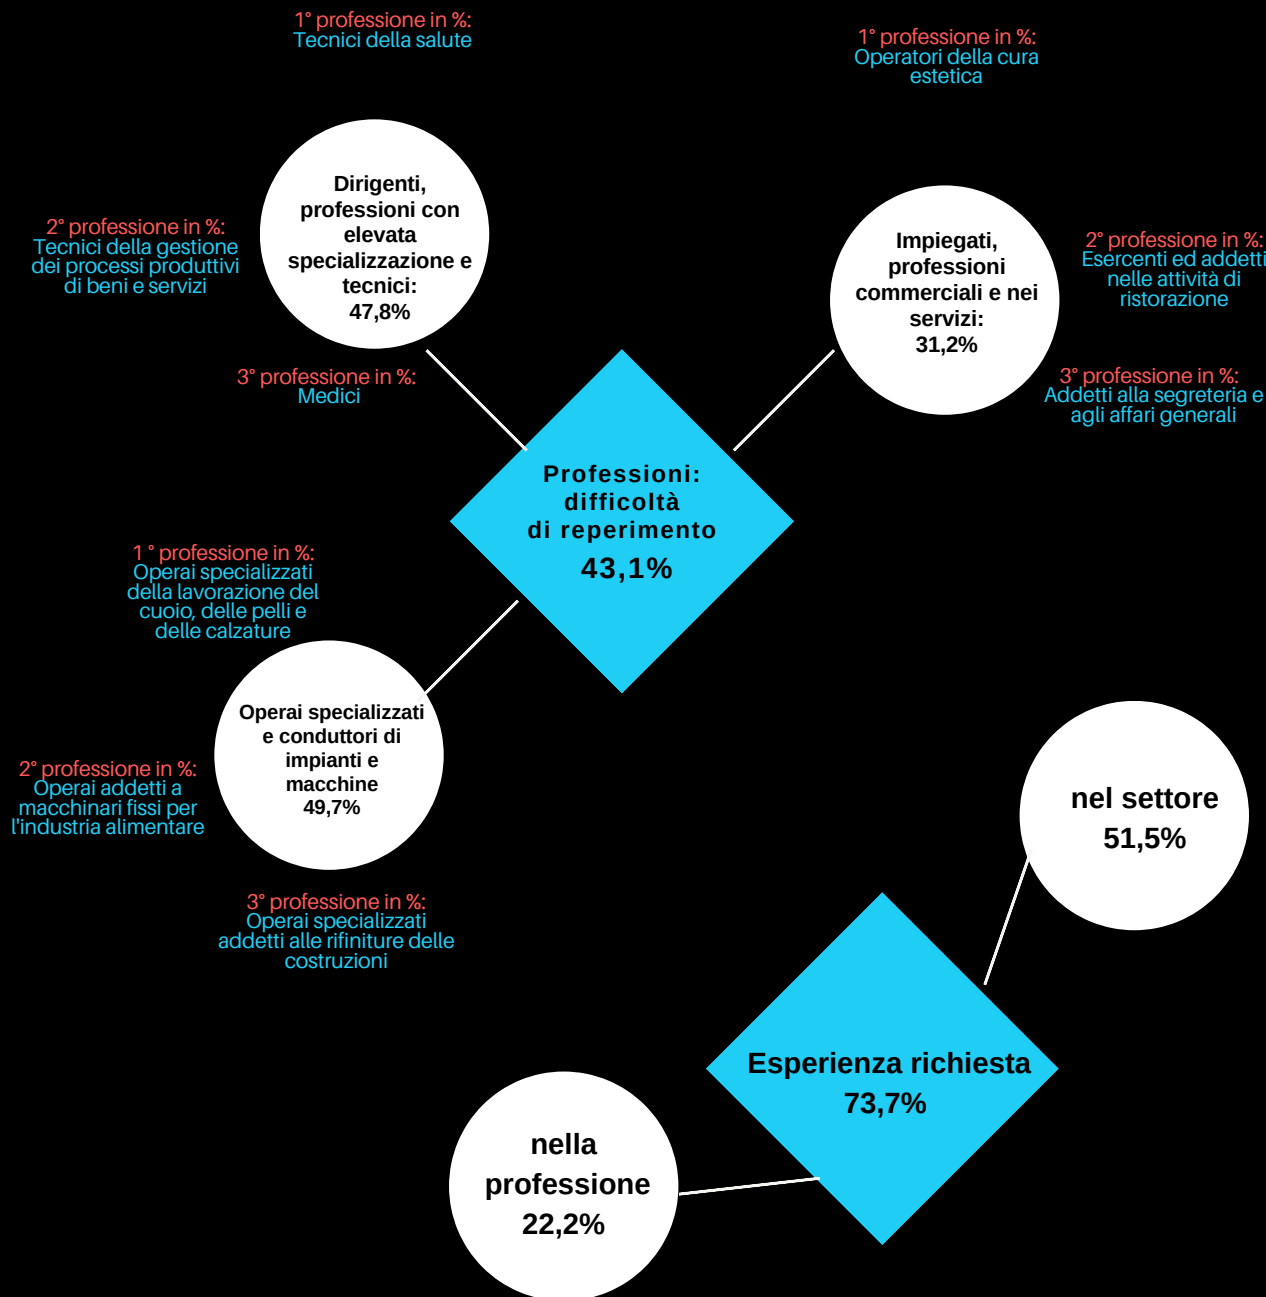 1° professione in %:
Tecnici della salute
1° professione in %:
Operatori della cura
estetica
Dirigenti,
professioni con
elevata
specializzazione e
tecnici:
47,8%
2° professione in %:
Tecnici della gestione
dei processi produttivi
di beni e servizi
3° professione in %:
Medici
Impiegati,
professioni
commerciali e nei
servizi:
31,2%
2° professione in %:
Esercenti ed addetti
nelle attività di
ristorazione
3° professione in %:
Addetti alla segreteria e
agli affari generali
Professioni:
difficoltà
di reperimento
43,1%
1 ° professione in %:
Operai specializzati
della lavorazione del
cuoio, delle pelli e
delle calzature
Operai specializzati
e conduttori di
impianti e
macchine
49,7%
2° professione in %:
Operai addetti a
macchinari fissi per
l'industria alimentare
3° professione in %:
Operai specializzati
addetti alle rifiniture delle
costruzioni
nel settore
51,5%
Esperienza richiesta
73,7%
nella
professione
22,2%